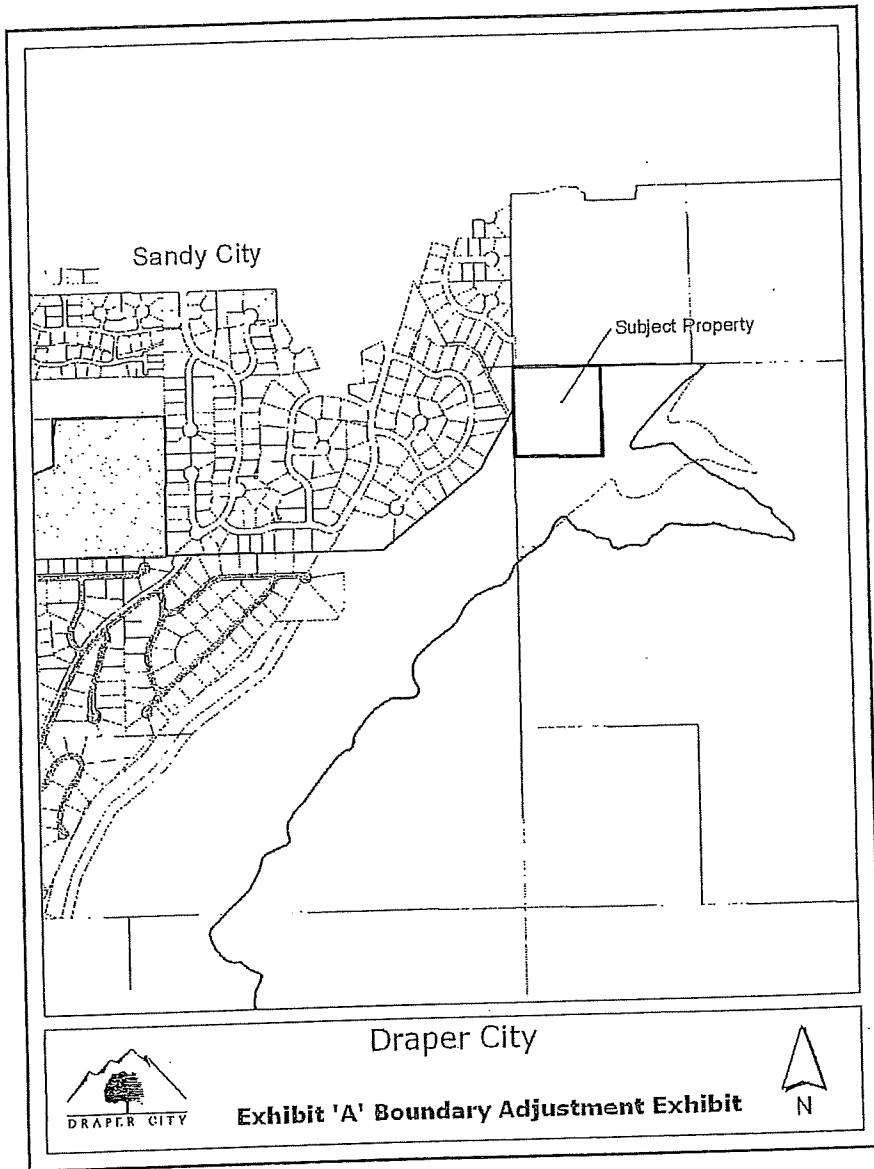 Sandy City
Subject Property
Draper City
DRAPER CITY
Exhibit 'A' Boundary Adjustment Exhibit
N